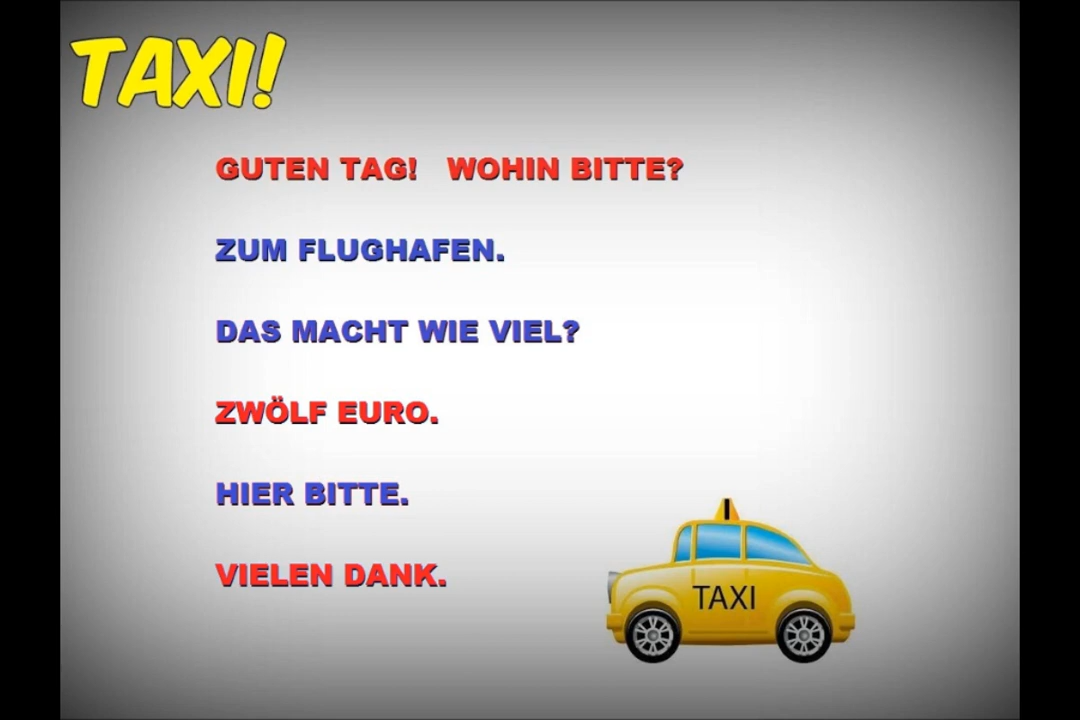 TAXI!
GUTEN TAG! WOHIN BITTE?
ZUM FLUGHAFEN.
DAS MACHT WIE VIEL?
ZWÖLF EURO.
HIER BITTE.
VIELEN DANK.
TAXI